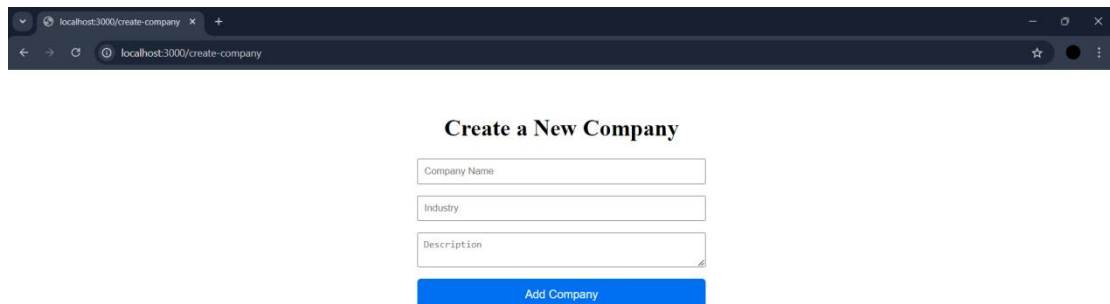 localhost:3000/create-company
localhost:3000/create-company
Create a New Company
Company Name
Industry
Description
Add Company